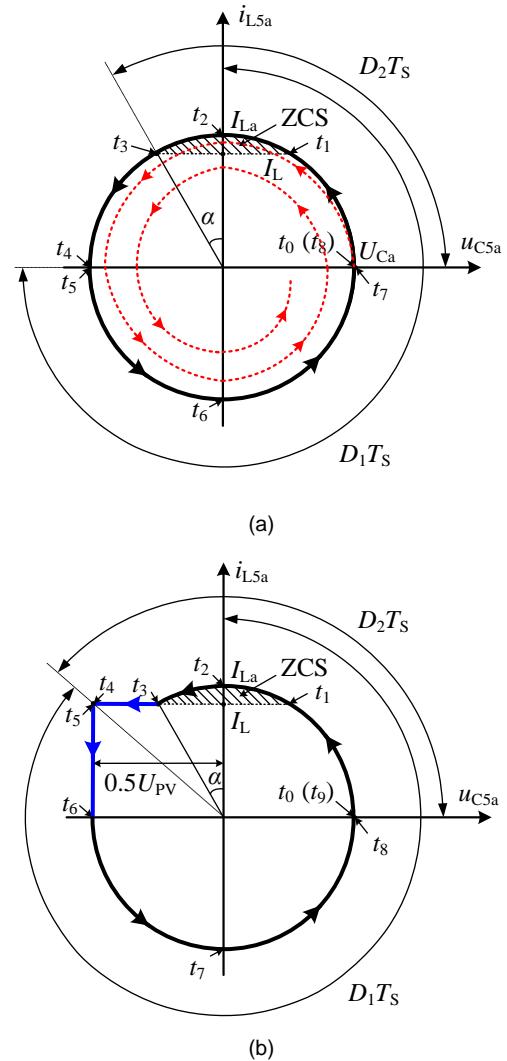 i_L5a
D_2T_S
t_2 I_La ZCS
t_3 t_1
I_L
α
t_0 (t_8) U_Ca u_C5a
t_4
t_5 t_7
t_6
D_1T_S
(a)
i_L5a
D_2T_S
t_2 I_La ZCS
t_4 t_3 t_1
t_5
I_L
0.5U_PV α
t_0 (t_9) u_C5a
t_6 t_8
t_7
D_1T_S
(b)